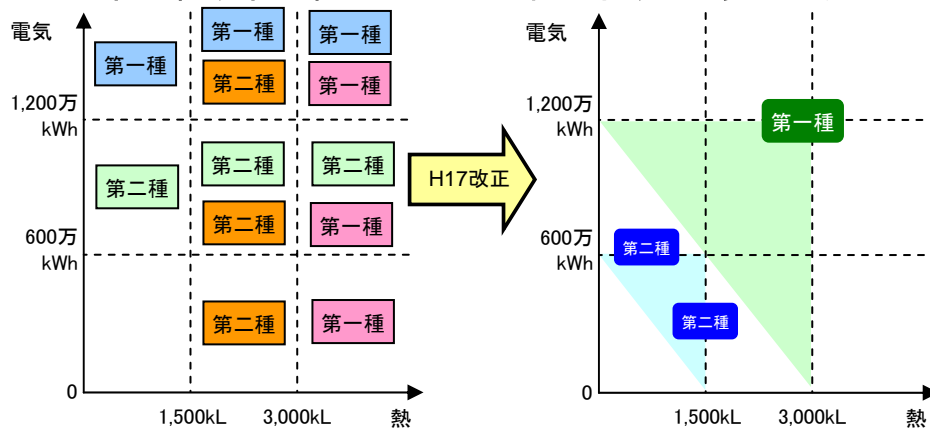 電気
第一種
第一種
第一種
第二種
第一種
1,200万
kWh
第二種
第二種
第二種
第二種
第一種
600万
kWh
第二種
第一種
0
1,500kL
3,000kL
熱
H17改正
電気
1,200万
kWh
第一種
600万
kWh
第二種
第二種
0
1,500kL
3,000kL
熱